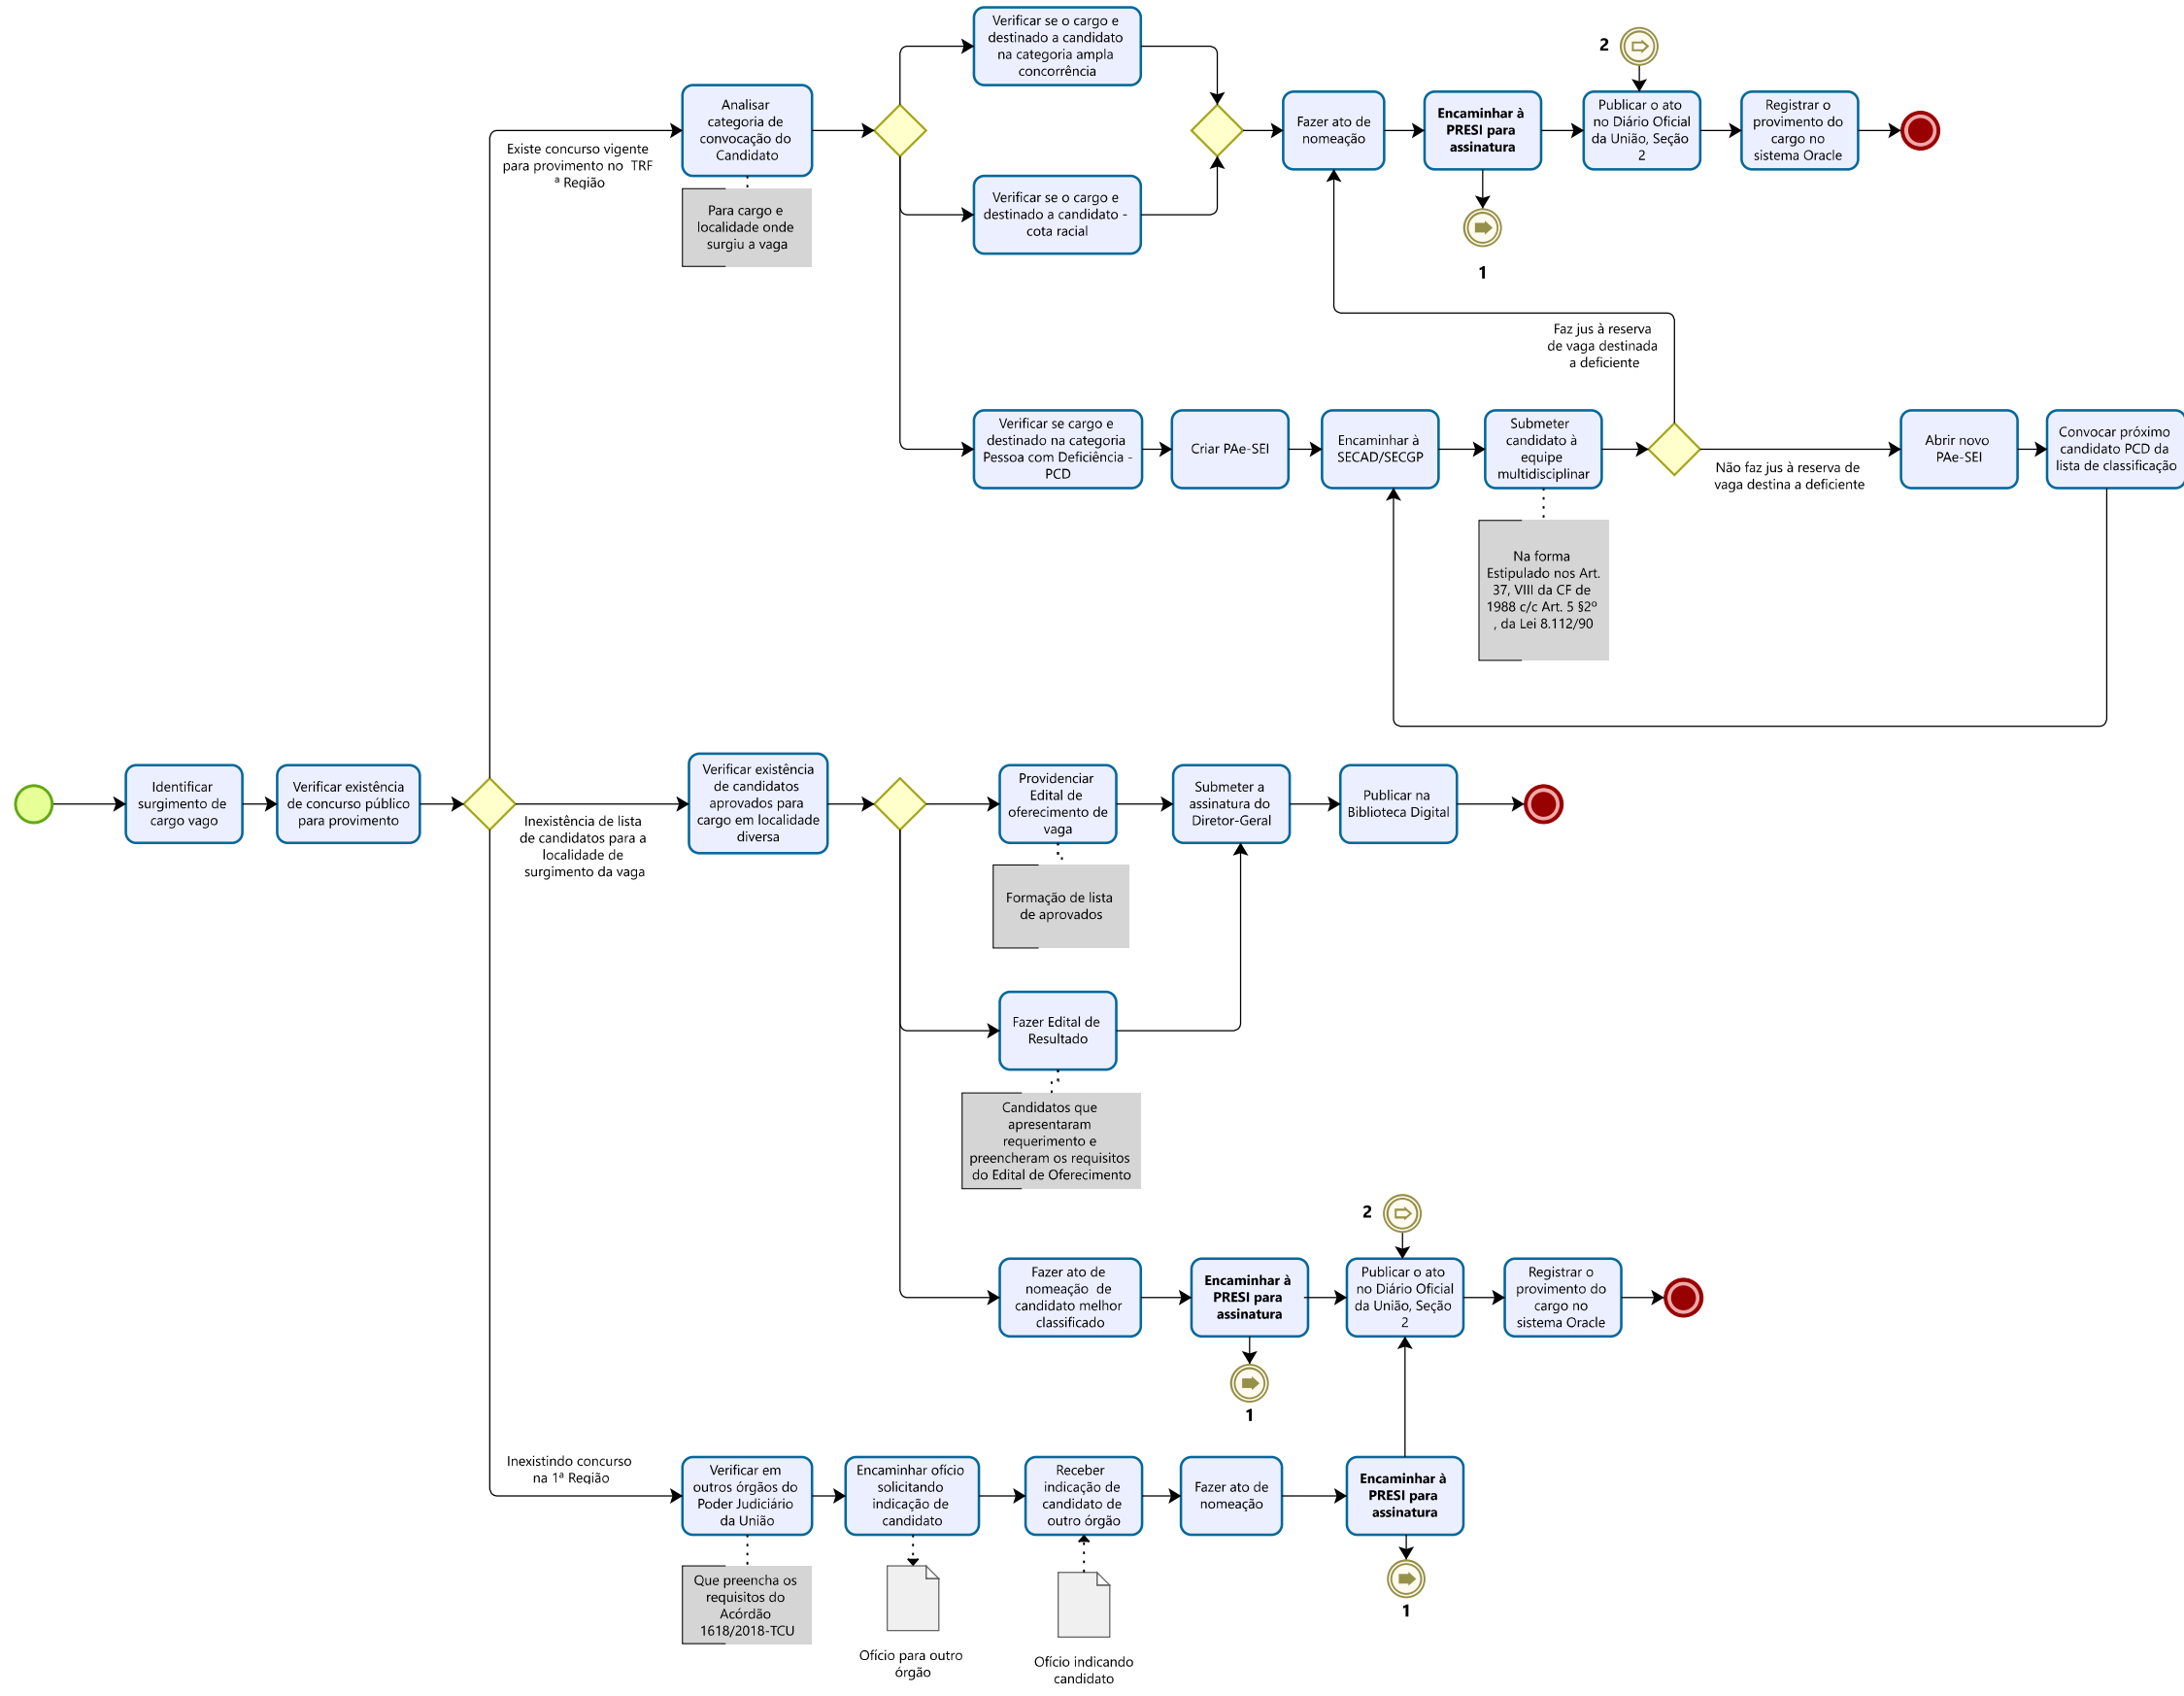 Verificar se o cargo e
destinado a candidato
na categoria ampla
concorrência
2
Analisar
categoria de
convocação do
Candidato
Fazer ato de
nomeação
Encaminhar à
PRESI para
assinatura
Publicar o ato
no Diário Oficial
da União, Seção
2
Registrar o
provimento do
cargo no
sistema Oracle
Existe concurso vigente
para provimento no  TRF
ª Região
Para cargo e
localidade onde
surgiu a vaga
Verificar se o cargo e
destinado a candidato -
cota racial
1
Faz jus à reserva
de vaga destinada
a deficiente
Verificar se cargo e
destinado na categoria
Pessoa com Deficiência -
PCD
Criar PAe-SEI
Encaminhar à
SECAD/SECGP
Submeter
candidato à
equipe
multidisciplinar
Não faz jus à reserva de
vaga destina a deficiente
Abrir novo
PAe-SEI
Convocar próximo
candidato PCD da
lista de classificação
Na forma
Estipulado nos Art.
37, VIII da CF de
1988 c/c Art. 5 §2º
, da Lei 8.112/90
Identificar
surgimento de
cargo vago
Verificar existência
de concurso público
para provimento
Inexistência de lista
de candidatos para a
localidade de
surgimento da vaga
Verificar existência
de candidatos
aprovados para
cargo em localidade
diversa
Providenciar
Edital de
oferecimento de
vaga
Submeter a
assinatura do
Diretor-Geral
Publicar na
Biblioteca Digital
Formação de lista
de aprovados
Fazer Edital de
Resultado
Candidatos que
apresentaram
requerimento e
preencheram os requisitos
do Edital de Oferecimento
2
Fazer ato de
nomeação  de
candidato melhor
classificado
Encaminhar à
PRESI para
assinatura
Publicar o ato
no Diário Oficial
da União, Seção
2
Registrar o
provimento do
cargo no
sistema Oracle
1
Inexistindo concurso
na 1ª Região
Verificar em
outros órgãos do
Poder Judiciário
da União
Encaminhar ofício
solicitando
indicação de
candidato
Receber
indicação de
candidato de
outro órgão
Fazer ato de
nomeação
Encaminhar à
PRESI para
assinatura
Que preencha os
requisitos do
Acórdão
1618/2018-TCU
Ofício para outro
órgão
Ofício indicando
candidato
1